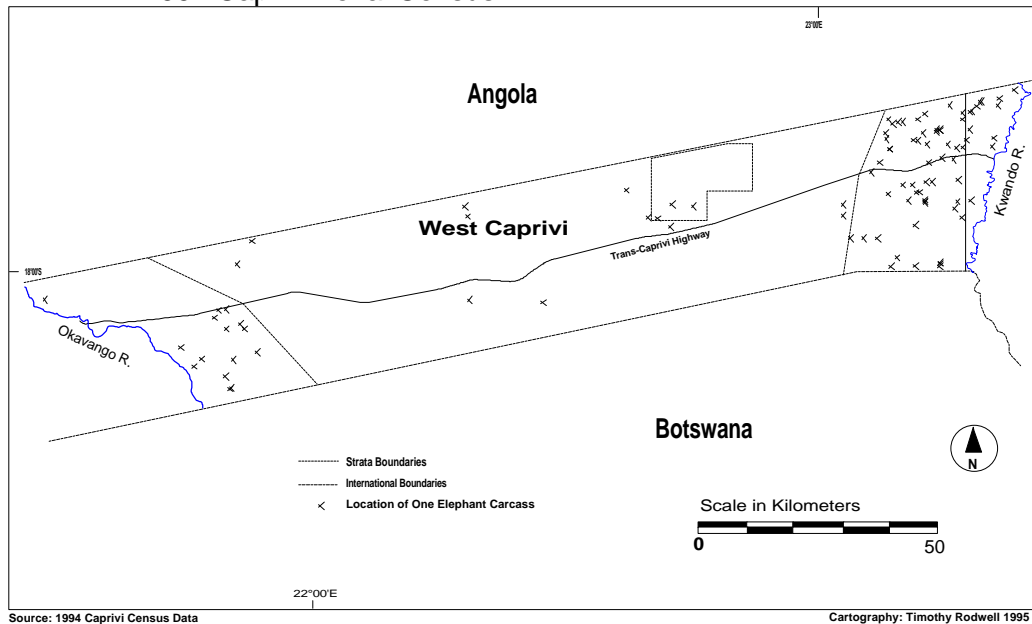 23°00'E
Angola
Kwando R.
West Caprivi
Trans-Caprivi Highway
18°00'S
Okavango R.
Botswana
Strata Boundaries
International Boundaries
Location of One Elephant Carcass
N
Scale in Kilometers
0 50
22°00'E
Source: 1994 Caprivi Census Data
Cartography: Timothy Rodwell 1995